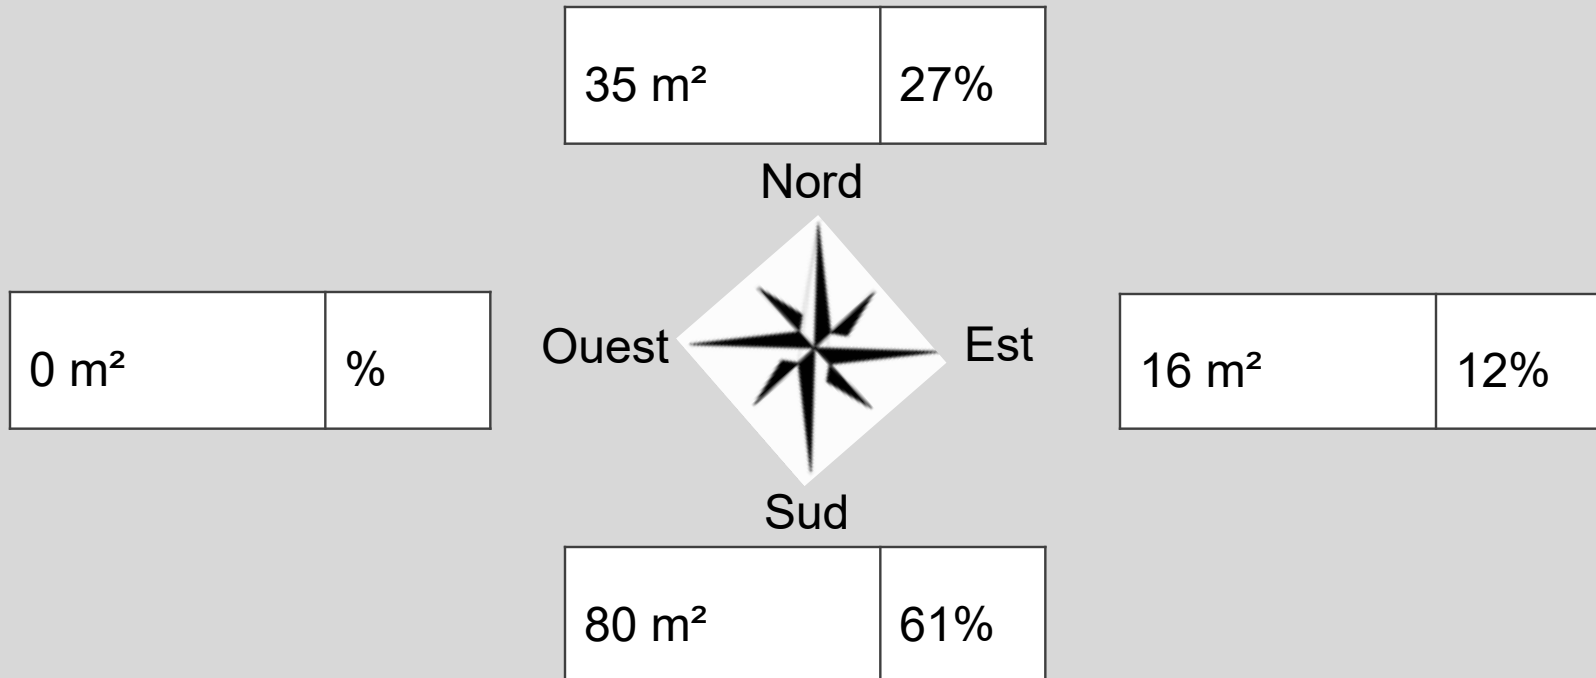 35 m² 27%
Nord
0 m² %
Ouest
Est
16 m² 12%
Sud
80 m² 61%